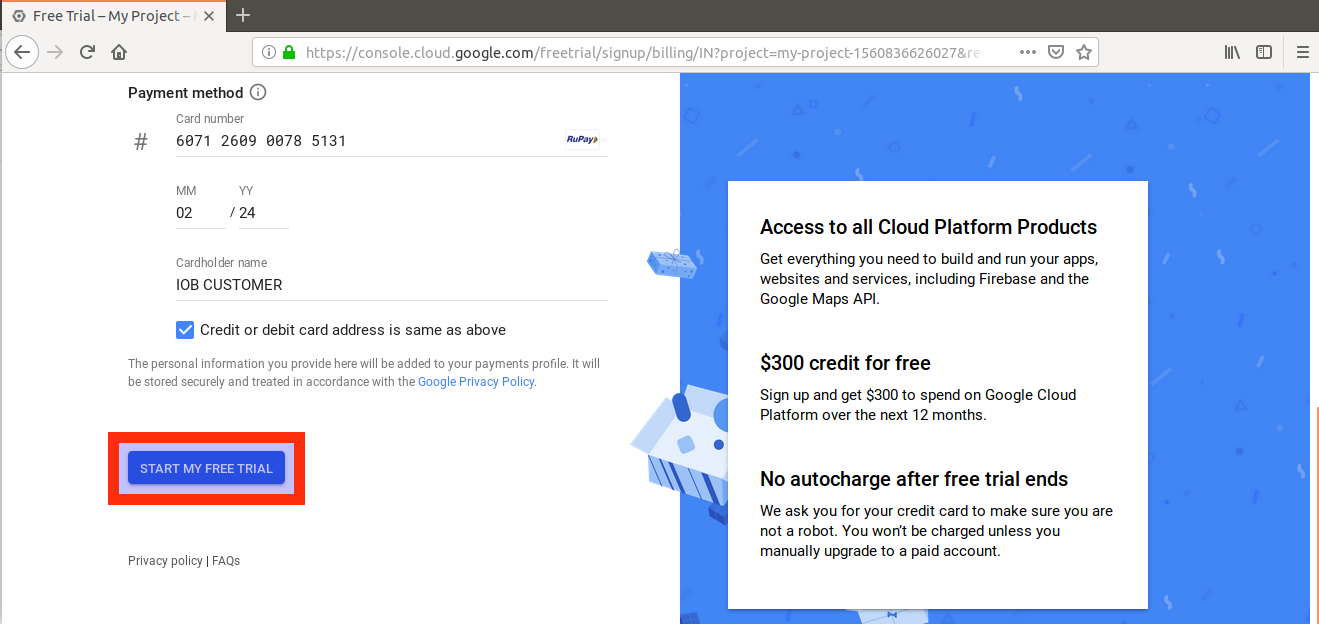 Free Trial – My Project –
https://console.cloud.google.com/freetrial/signup/billing/IN?project=my-project-1560836626027&re
Payment method
Card number
# 6071 2609 0078 5131 RuPay
MM YY
02 / 24
Cardholder name
IOB CUSTOMER
Credit or debit card address is same as above
The personal information you provide here will be added to your payments profile. It will
be stored securely and treated in accordance with the Google Privacy Policy.
START MY FREE TRIAL
Privacy policy | FAQs
Access to all Cloud Platform Products
Get everything you need to build and run your apps,
websites and services, including Firebase and the
Google Maps API.
$300 credit for free
Sign up and get $300 to spend on Google Cloud
Platform over the next 12 months.
No autocharge after free trial ends
We ask you for your credit card to make sure you are
not a robot. You won't be charged unless you
manually upgrade to a paid account.